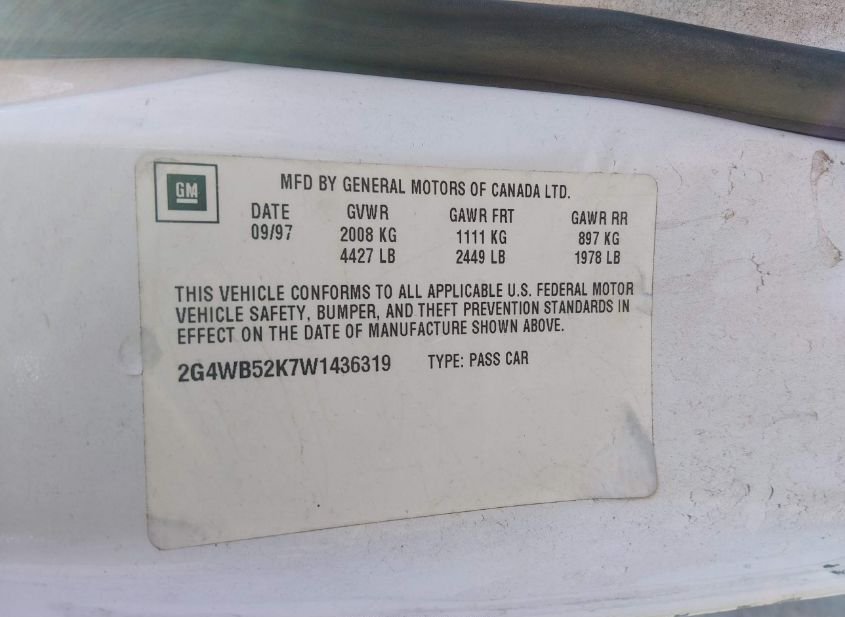 GM
MFD BY GENERAL MOTORS OF CANADA LTD.
DATE GVWR GAWR FRT GAWR RR
09/97 2008 KG 1111 KG 897 KG
4427 LB 2449 LB 1978 LB
THIS VEHICLE CONFORMS TO ALL APPLICABLE U.S. FEDERAL MOTOR
VEHICLE SAFETY, BUMPER, AND THEFT PREVENTION STANDARDS IN
EFFECT ON THE DATE OF MANUFACTURE SHOWN ABOVE.
2G4WB52K7W1436319 TYPE: PASS CAR